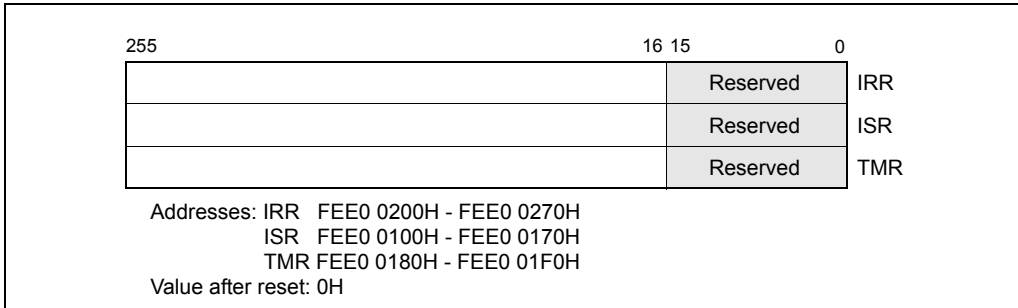 255 16 15 0
Reserved IRR
Reserved ISR
Reserved TMR
Addresses: IRR FEE0 0200H - FEE0 0270H
ISR FEE0 0100H - FEE0 0170H
TMR FEE0 0180H - FEE0 01F0H
Value after reset: 0H